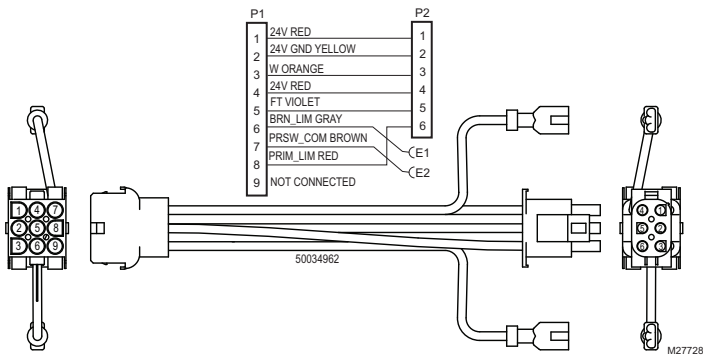 P1 P2
1 24V RED 1
2 24V GND YELLOW 2
3 W ORANGE 3
4 24V RED 4
5 FT VIOLET 5
6 BRN_LIM GRAY 6
7 PRSW_COM BROWN E1
8 PRIM_LIM RED E2
9 NOT CONNECTED
1 4 7
2 5 8
3 6 9
4 1
5 2
6 3
50034962
M27728